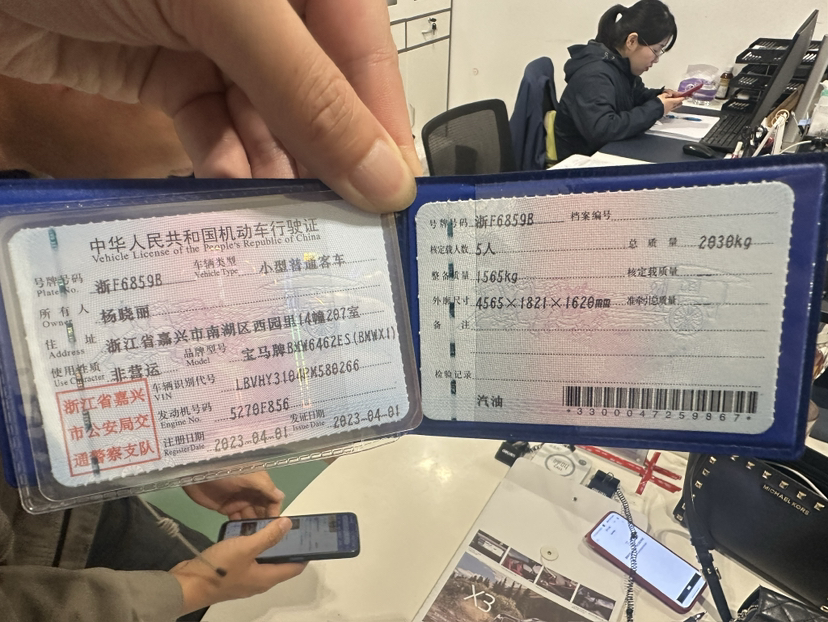 中华人民共和国机动车行驶证
Vehicle License of the People's Republic of China
号牌号码 浙F6859B 车辆类型 小型普通客车
Plate No. Vehicle Type
所有人 杨晓丽
Owner
住址 浙江省嘉兴市南湖区西园里14幢207室
Address
使用性质 非营运 品牌型号 宝马牌BMW6462ES(BMWX1)
Use Character Model
浙江省嘉兴
市公安局交
通警察支队
车辆识别代号
VIN
发动机号码 5270F856
Engine No.
注册日期 2023-04-01 发证日期 2023-04-01
Register Date Issue Date
号牌号码 浙F6859B 档案编号
核定载人数 5人 总质量 2030kg
整备质量 1565kg 核定载质量
外廓尺寸 4565×1821×1620mm 准牵引总质量
备注
检验记录
汽油
*3300047259867*
X3
MICHAEL KORS